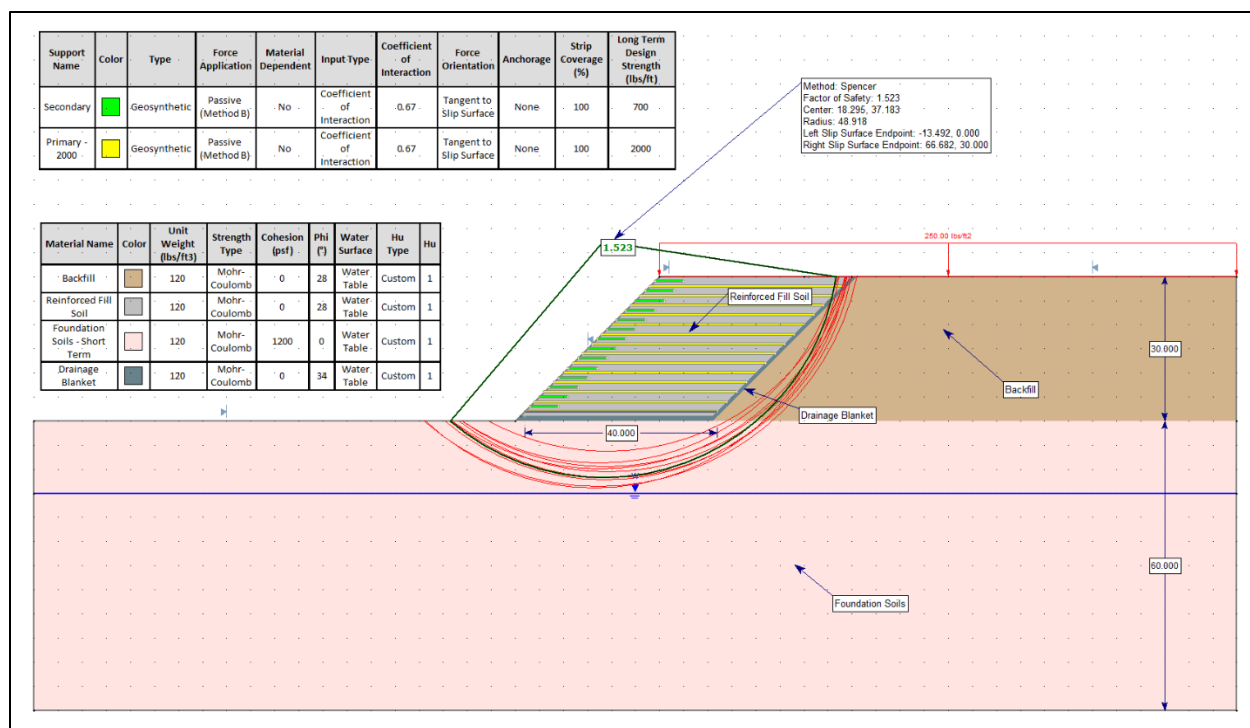 Support Name Color Type Force Application Material Dependent Input Type Coefficient of Interaction Force Orientation Anchorage Strip Coverage (%) Long Term Design Strength (lbs/ft)
Secondary Geosynthetic Passive (Method B) No Coefficient of Interaction 0.67 Tangent to Slip Surface None 100 700
Primary - 2000 Geosynthetic Passive (Method B) No Coefficient of Interaction 0.67 Tangent to Slip Surface None 100 2000
Method: Spencer
Factor of Safety: 1.523
Center: 18.295, 37.183
Radius: 48.918
Left Slip Surface Endpoint: -13.492, 0.000
Right Slip Surface Endpoint: 66.682, 30.000
Material Name Color Unit Weight (lbs/ft3) Strength Type Cohesion (psf) Phi (°) Water Surface Hu Type Hu
Backfill 120 Mohr-Coulomb 0 28 Water Table Custom 1
Reinforced Fill Soil 120 Mohr-Coulomb 0 28 Water Table Custom 1
Foundation Soils - Short Term 120 Mohr-Coulomb 1200 0 Water Table Custom 1
Drainage Blanket 120 Mohr-Coulomb 0 34 Water Table Custom 1
1.523
250.00 lbs/ft2
Reinforced Fill Soil
30.000
Backfill
Drainage Blanket
40.000
W
60.000
Foundation Soils